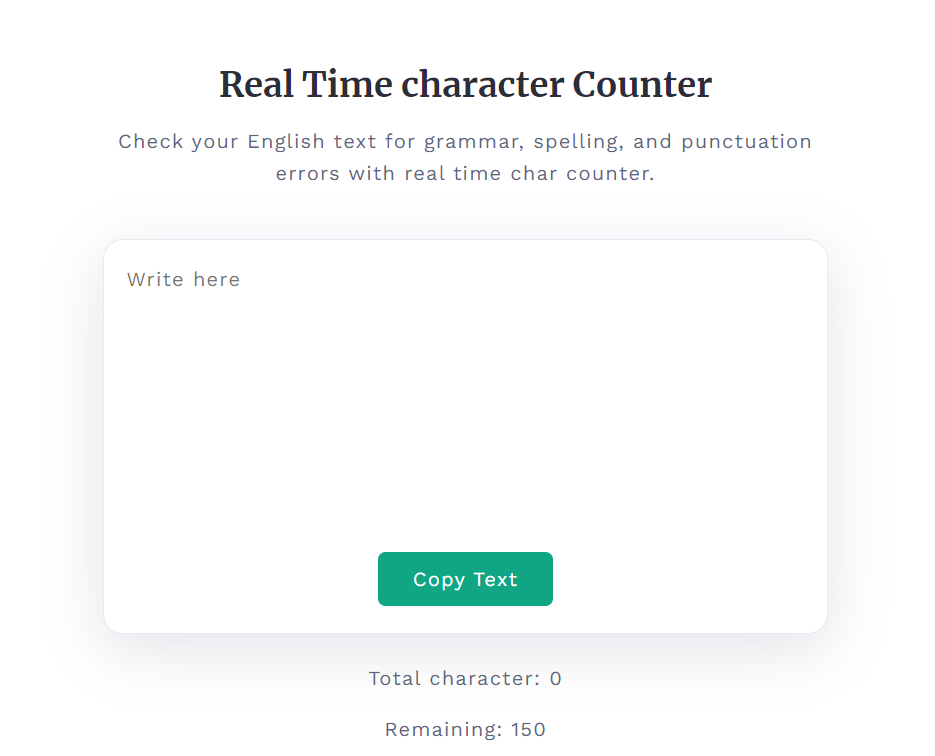 Real Time character Counter
Check your English text for grammar, spelling, and punctuation
errors with real time char counter.
Write here
Copy Text
Total character: 0
Remaining: 150